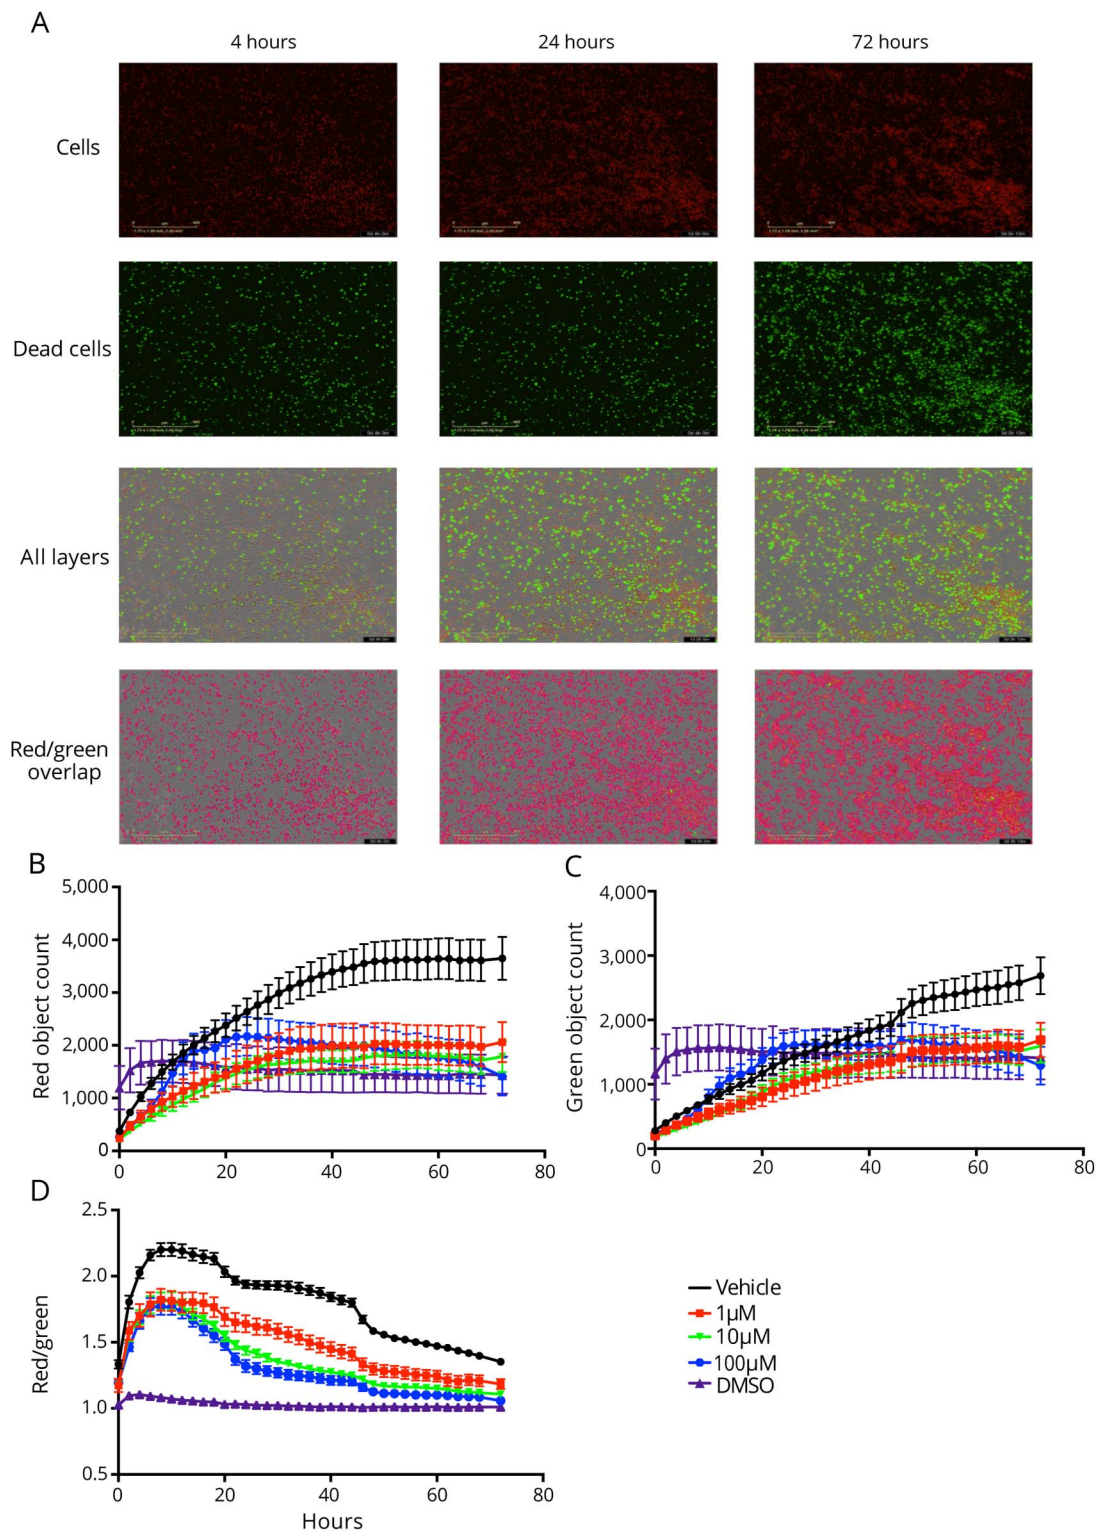 A
4 hours 24 hours 72 hours
Cells
Dead cells
All layers
Red/green
overlap
B
Red object count
5,000
4,000
3,000
2,000
1,000
0
0 20 40 60 80
C
Green object count
4,000
3,000
2,000
1,000
0
0 20 40 60 80
D
Red/green
2.5
2.0
1.5
1.0
0.5
0 20 40 60 80
Hours
Vehicle
1µM
10µM
100µM
DMSO